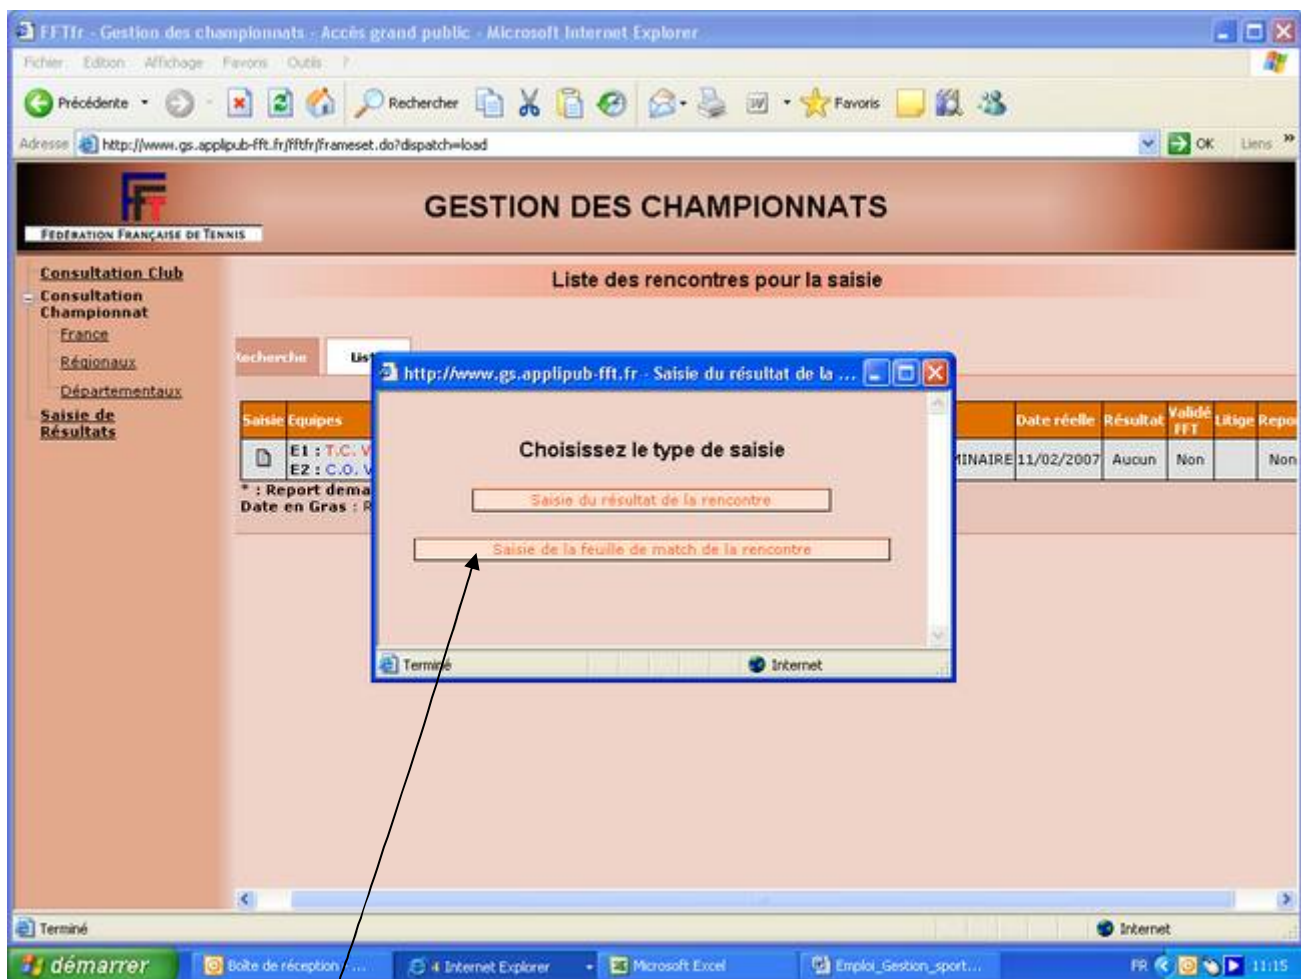 FFTfr - Gestion des championnats - Accès grand public - Microsoft Internet Explorer
Fichier Edition Affichage Favoris Outils ?
Précédente Rechercher Favoris
Adresse http://www.gs.applipub-fft.fr/fftfr/frameset.do?dispatch=load OK Liens »
FFT
FÉDÉRATION FRANÇAISE DE TENNIS
GESTION DES CHAMPIONNATS
Consultation Club
Consultation
Championnat
France
Régionaux
Départementaux
Saisie de
Résultats
Liste des rencontres pour la saisie
Recherche Lis
Saisie Equipes Date réelle Résultat Validé FFT Litige Repo
E1 : T.C. V
E2 : C.O. V
MINAIRE 11/02/2007 Aucun Non Non
* : Report dema
Date en Gras : R
http://www.gs.applipub-fft.fr - Saisie du résultat de la ...
Choisissez le type de saisie
Saisie du résultat de la rencontre
Saisie de la feuille de match de la rencontre
Terminé Internet
Terminé Internet
démarrer Boîte de réception ... 4 Internet Explorer Microsoft Excel Emploi_Gestion_sport... FR 11:15